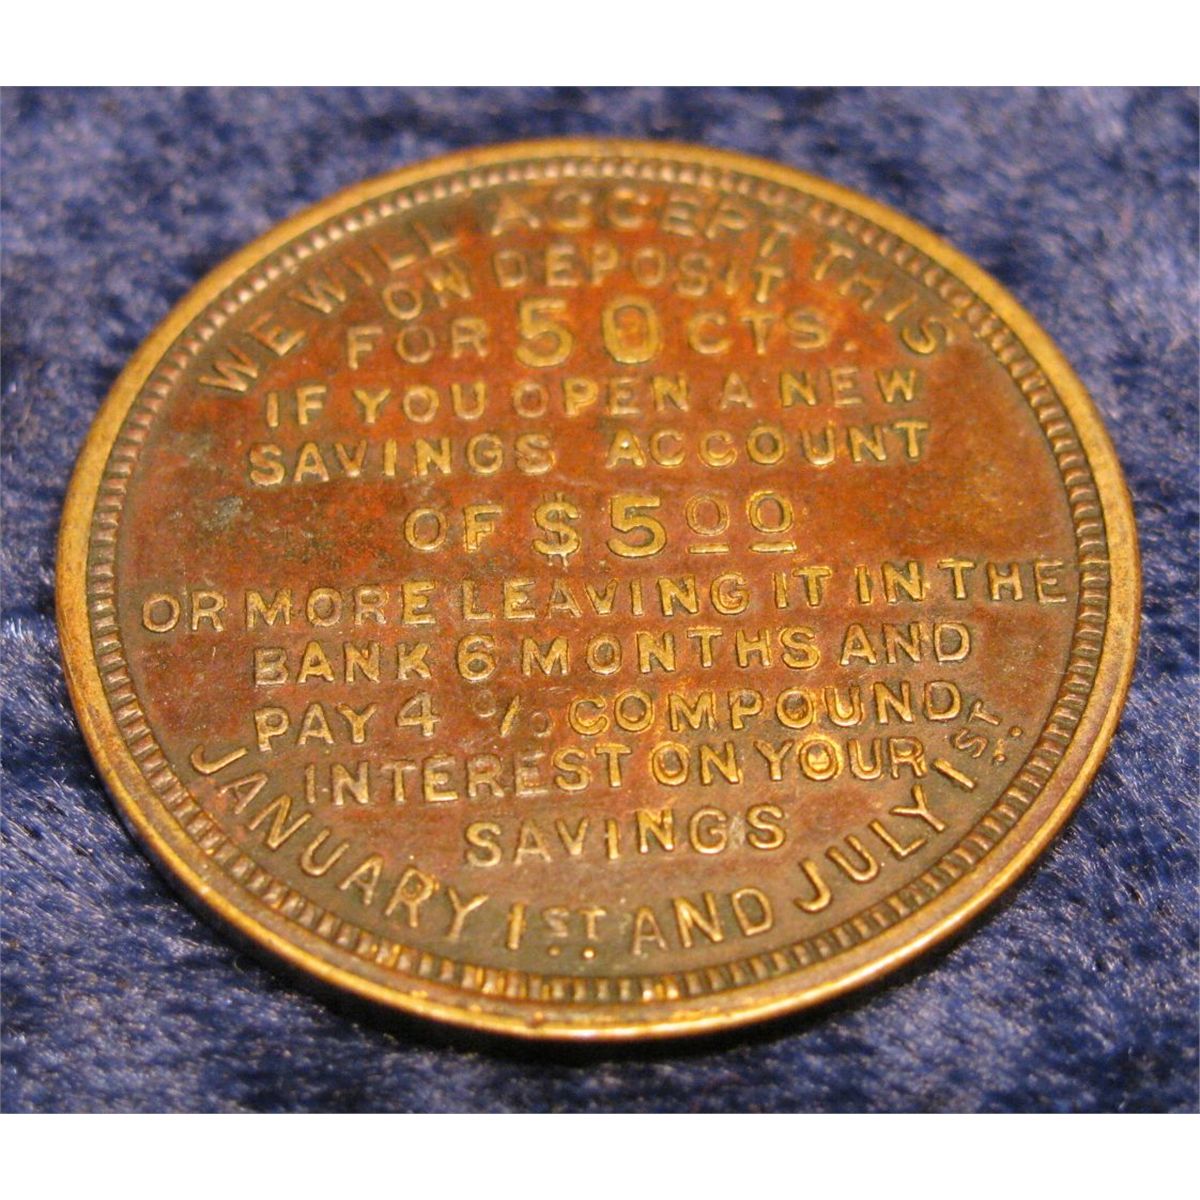 WE WILL ACCEPT THIS
ON DEPOSIT
FOR 50 CTS.
IF YOU OPEN A NEW
SAVINGS ACCOUNT
OF $ 500
OR MORE LEAVING IT IN THE
BANK 6 MONTHS AND
PAY 4 % COMPOUND
INTEREST ON YOUR
SAVINGS
JANUARY 1ST. AND JULY 1ST.